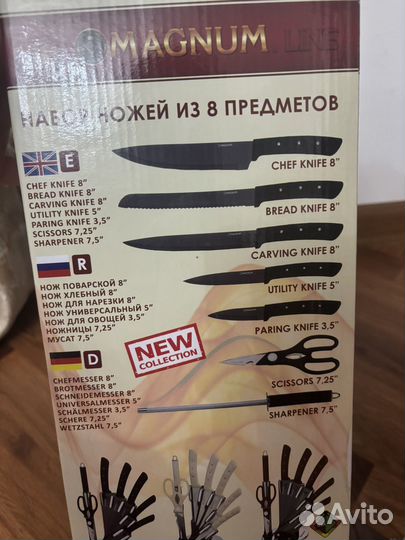 MAGNUM LINE
НАБОР НОЖЕЙ ИЗ 8 ПРЕДМЕТОВ
E
CHEF KNIFE 8”
BREAD KNIFE 8”
CARVING KNIFE 8”
UTILITY KNIFE 5”
PARING KNIFE 3,5”
SCISSORS 7,25”
SHARPENER 7,5”
R
НОЖ ПОВАРСКОЙ 8”
НОЖ ХЛЕБНЫЙ 8”
НОЖ ДЛЯ НАРЕЗКИ 8”
НОЖ УНИВЕРСАЛЬНЫЙ 5”
НОЖ ДЛЯ ОВОЩЕЙ 3,5”
НОЖНИЦЫ 7,25”
МУСАТ 7,5”
D
CHEFMESSER 8”
BROTMESSER 8”
SCHNEIDEMESSER 8”
UNIVERSALMESSER 5”
SCHÄLMESSER 3,5”
SCHERE 7,25”
WETZSTAHL 7,5”
CHEF KNIFE 8”
BREAD KNIFE 8”
CARVING KNIFE 8”
UTILITY KNIFE 5”
PARING KNIFE 3,5”
SCISSORS 7,25”
SHARPENER 7,5”
NEW
COLLECTION
Avito